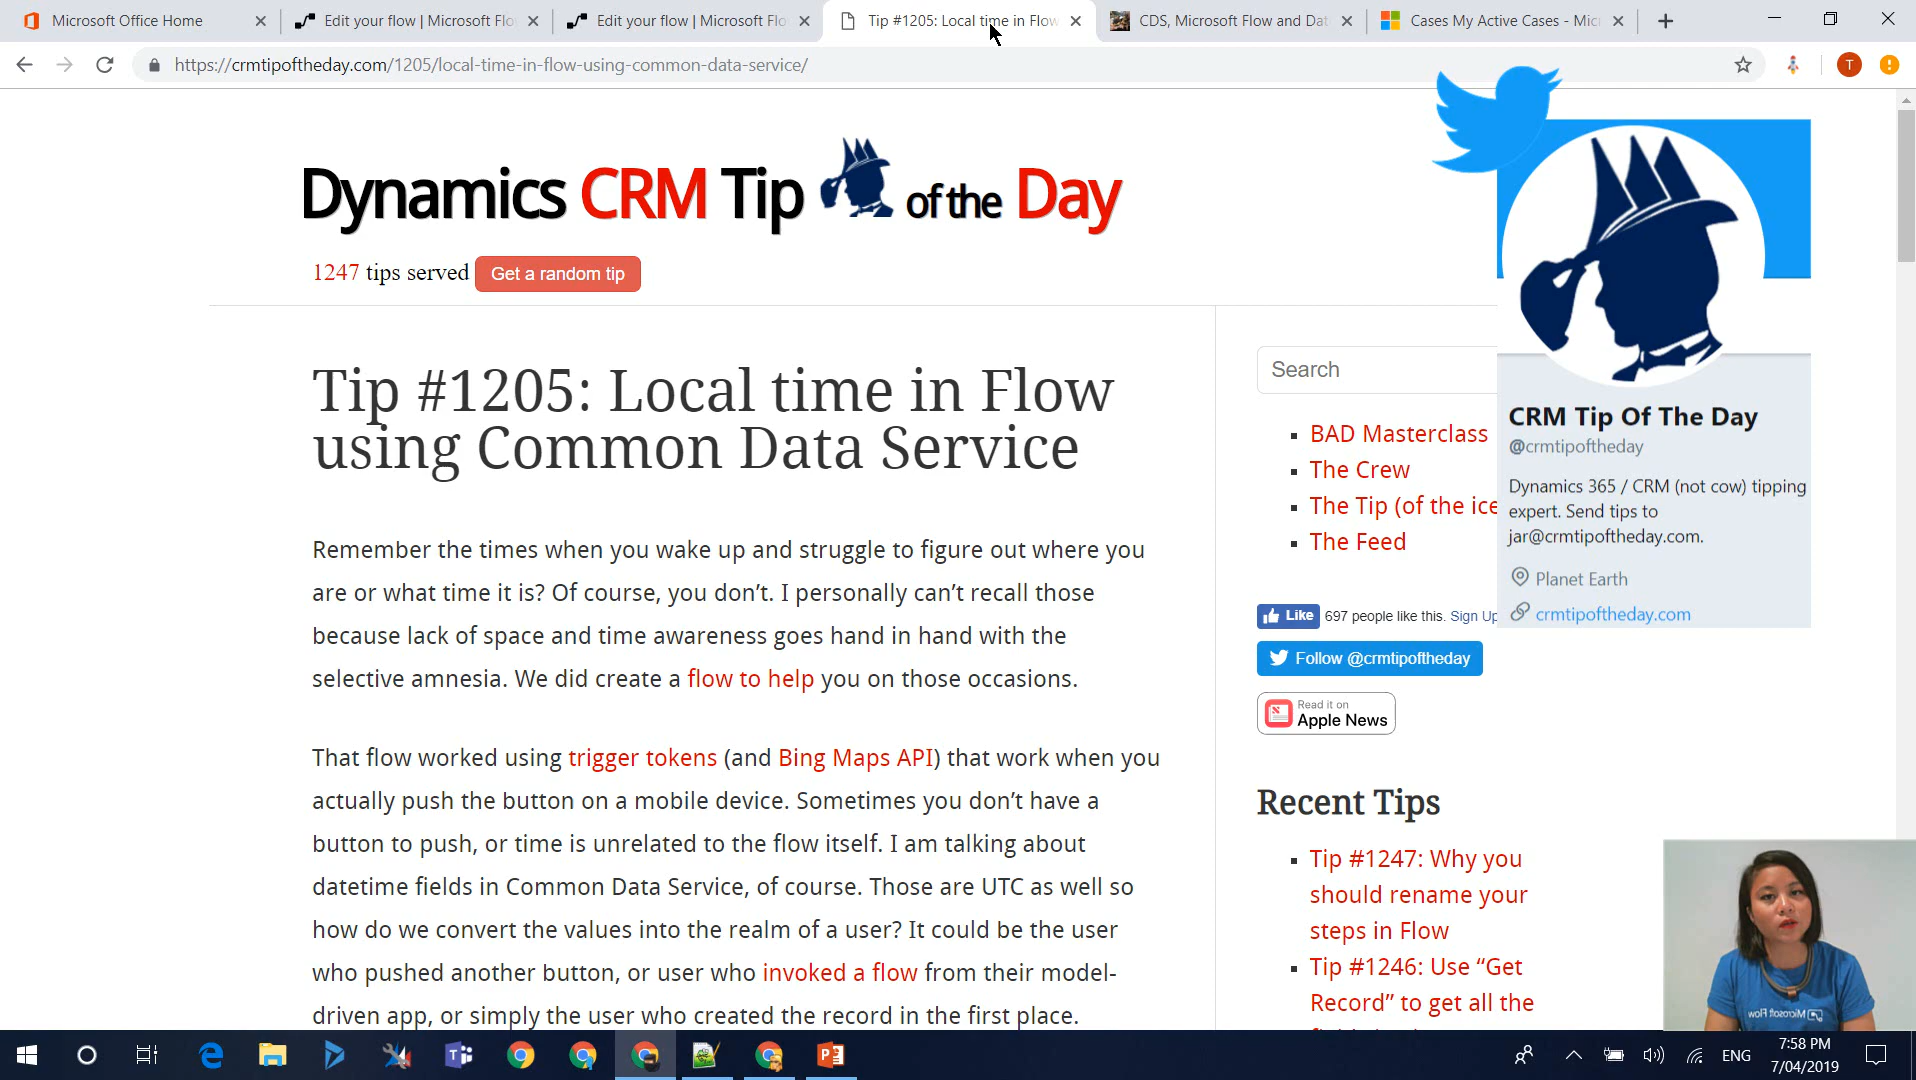 Microsoft Office Home
Edit your flow | Microsoft Flo
Edit your flow | Microsoft Flo
Tip #1205: Local time in Flow
CDS, Microsoft Flow and Dat
Cases My Active Cases - Mic
https://crmtipoftheday.com/1205/local-time-in-flow-using-common-data-service/
T
Dynamics CRM Tip of the Day
1247 tips served
Get a random tip
Tip #1205: Local time in Flow
using Common Data Service
Remember the times when you wake up and struggle to figure out where you
are or what time it is? Of course, you don’t. I personally can’t recall those
because lack of space and time awareness goes hand in hand with the
selective amnesia. We did create a flow to help you on those occasions.
That flow worked using trigger tokens (and Bing Maps API) that work when you
actually push the button on a mobile device. Sometimes you don’t have a
button to push, or time is unrelated to the flow itself. I am talking about
datetime fields in Common Data Service, of course. Those are UTC as well so
how do we convert the values into the realm of a user? It could be the user
who pushed another button, or user who invoked a flow from their model-
driven app, or simply the user who created the record in the first place.
Search
BAD Masterclass
The Crew
The Tip (of the ice
The Feed
Like
697 people like this. Sign Up
Follow @crmtipoftheday
Read it on
Apple News
Recent Tips
Tip #1247: Why you
should rename your
steps in Flow
Tip #1246: Use “Get
Record” to get all the
CRM Tip Of The Day
@crmtipoftheday
Dynamics 365 / CRM (not cow) tipping
expert. Send tips to
jar@crmtipoftheday.com.
Planet Earth
crmtipoftheday.com
Microsoft Flow
ENG
7:58 PM
7/04/2019